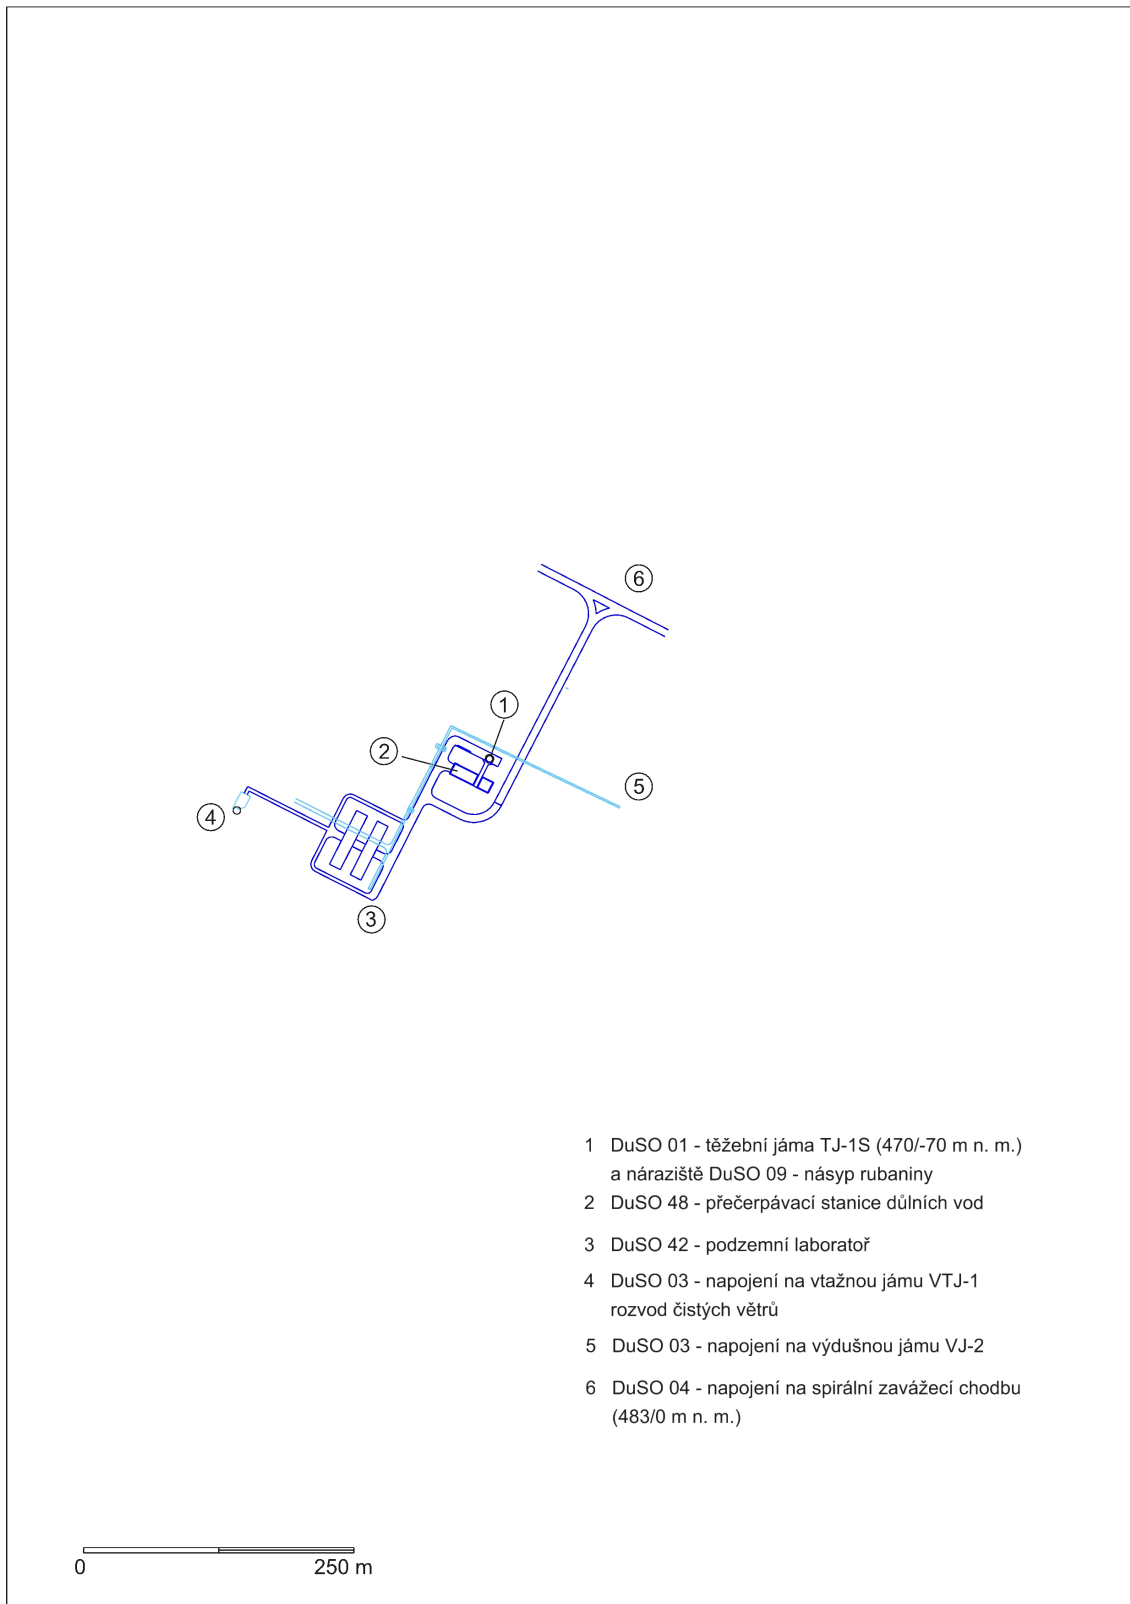 6
1
2
5
4
3
1 DuSO 01 - těžební jáma TJ-1S (470/-70 m n. m.)
a náraziště DuSO 09 - násyp rubaniny
2 DuSO 48 - přečerpávací stanice důlních vod
3 DuSO 42 - podzemní laboratoř
4 DuSO 03 - napojení na vtažnou jámu VTJ-1
rozvod čistých větrů
5 DuSO 03 - napojení na výdušnou jámu VJ-2
6 DuSO 04 - napojení na spirální zavážecí chodbu
(483/0 m n. m.)
0 250 m